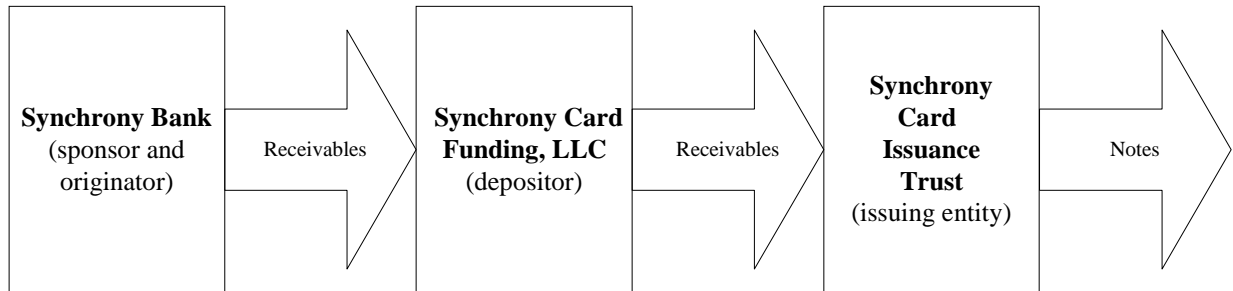 Synchrony Bank
(sponsor and
originator)
Receivables
Synchrony Card
Funding, LLC
(depositor)
Receivables
Synchrony
Card
Issuance
Trust
(issuing entity)
Notes